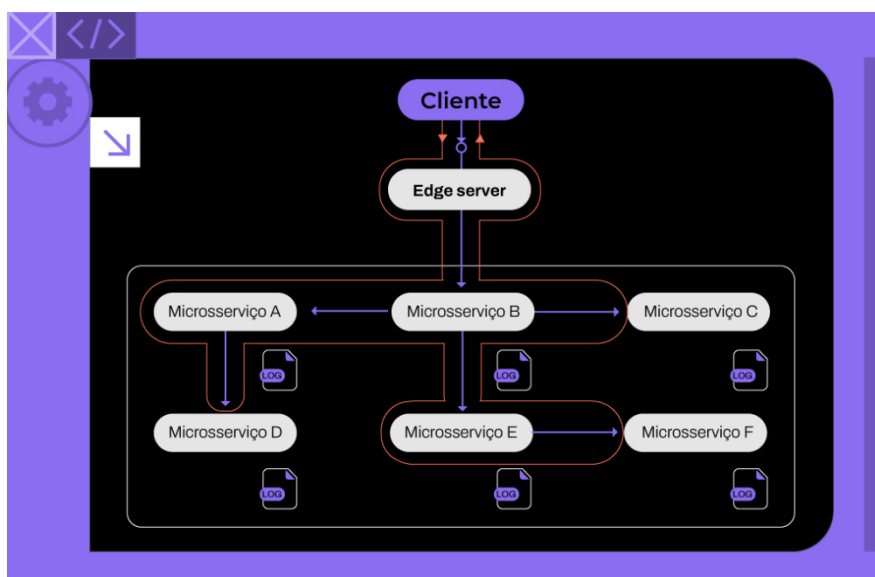 </>
Cliente
Edge server
Microsserviço A
Microsserviço B
Microsserviço C
LOG
LOG
LOG
Microsserviço D
Microsserviço E
Microsserviço F
LOG
LOG
LOG